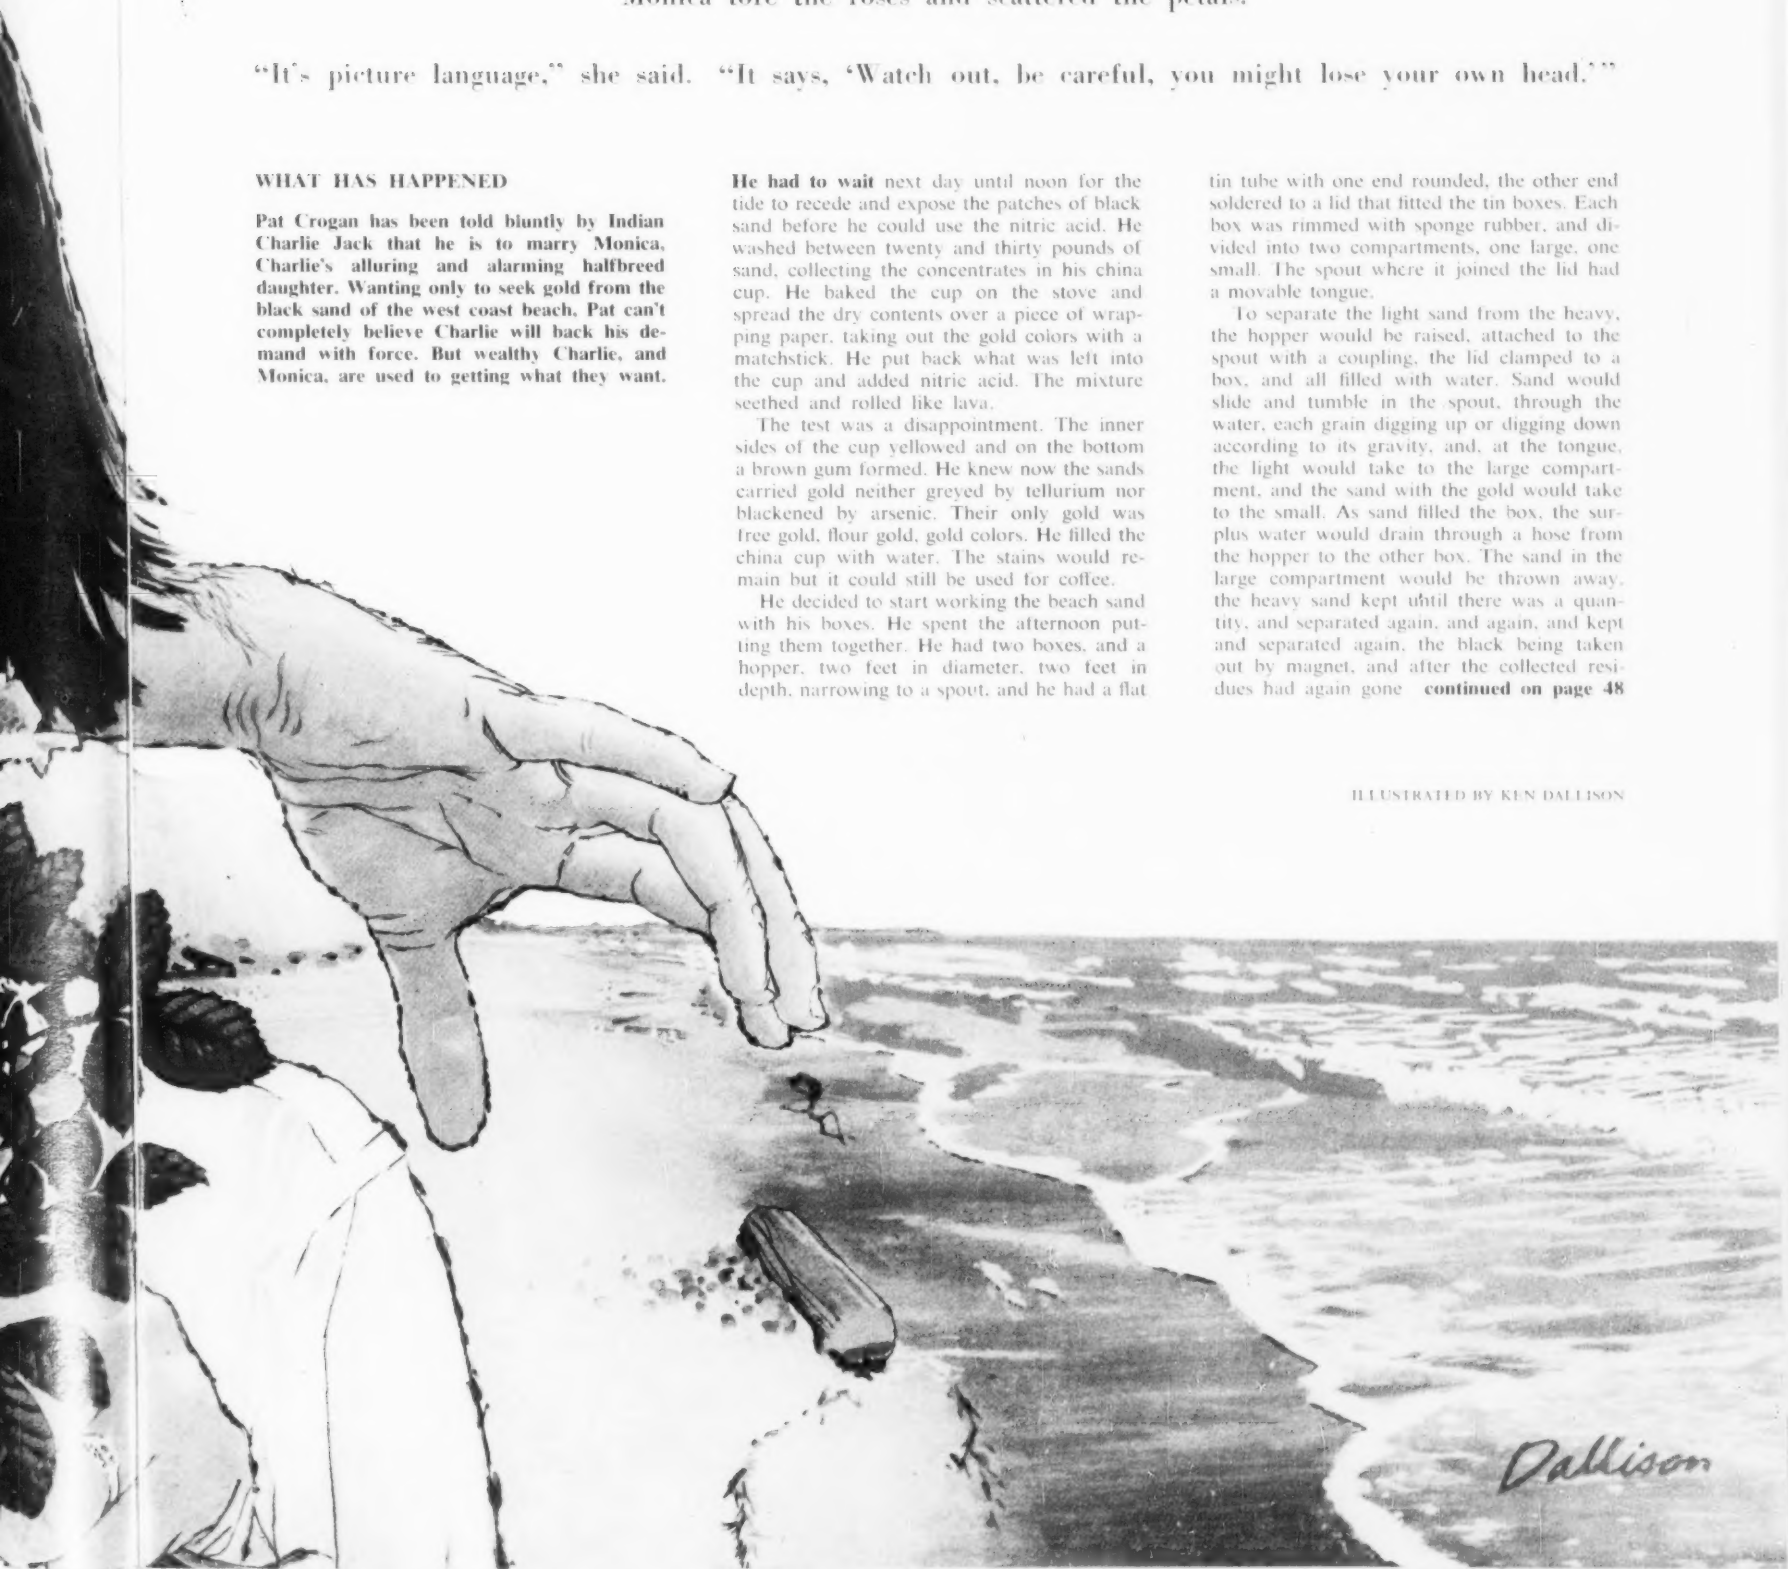 Monica tore the roses and scattered the petals.
“It's picture language,” she said. “It says, ‘Watch out, be careful, you might lose your own head.’”
WHAT HAS HAPPENED
Pat Crogan has been told bluntly by Indian
Charlie Jack that he is to marry Monica,
Charlie's alluring and alarming halfbreed
daughter. Wanting only to seek gold from the
black sand of the west coast beach, Pat can't
completely believe Charlie will back his de-
mand with force. But wealthy Charlie, and
Monica, are used to getting what they want.
He had to wait next day until noon for the
tide to recede and expose the patches of black
sand before he could use the nitric acid. He
washed between twenty and thirty pounds of
sand, collecting the concentrates in his china
cup. He baked the cup on the stove and
spread the dry contents over a piece of wrap-
ping paper, taking out the gold colors with a
matchstick. He put back what was left into
the cup and added nitric acid. The mixture
seethed and rolled like lava.
The test was a disappointment. The inner
sides of the cup yellowed and on the bottom
a brown gum formed. He knew now the sands
carried gold neither greyed by tellurium nor
blackened by arsenic. Their only gold was
free gold, flour gold, gold colors. He filled the
china cup with water. The stains would re-
main but it could still be used for coffee.
He decided to start working the beach sand
with his boxes. He spent the afternoon put-
ting them together. He had two boxes, and a
hopper, two feet in diameter, two feet in
depth, narrowing to a spout, and he had a flat
tin tube with one end rounded, the other end
soldered to a lid that fitted the tin boxes. Each
box was rimmed with sponge rubber, and di-
vided into two compartments, one large, one
small. The spout where it joined the lid had
a movable tongue.
To separate the light sand from the heavy,
the hopper would be raised, attached to the
spout with a coupling, the lid clamped to a
box, and all filled with water. Sand would
slide and tumble in the spout, through the
water, each grain digging up or digging down
according to its gravity, and, at the tongue,
the light would take to the large compart-
ment, and the sand with the gold would take
to the small. As sand filled the box, the sur-
plus water would drain through a hose from
the hopper to the other box. The sand in the
large compartment would be thrown away,
the heavy sand kept until there was a quan-
tity, and separated again, and again, and kept
and separated again, the black being taken
out by magnet, and after the collected resi-
dues had again gone continued on page 48
ILLUSTRATED BY KEN DALLISON
Dallison